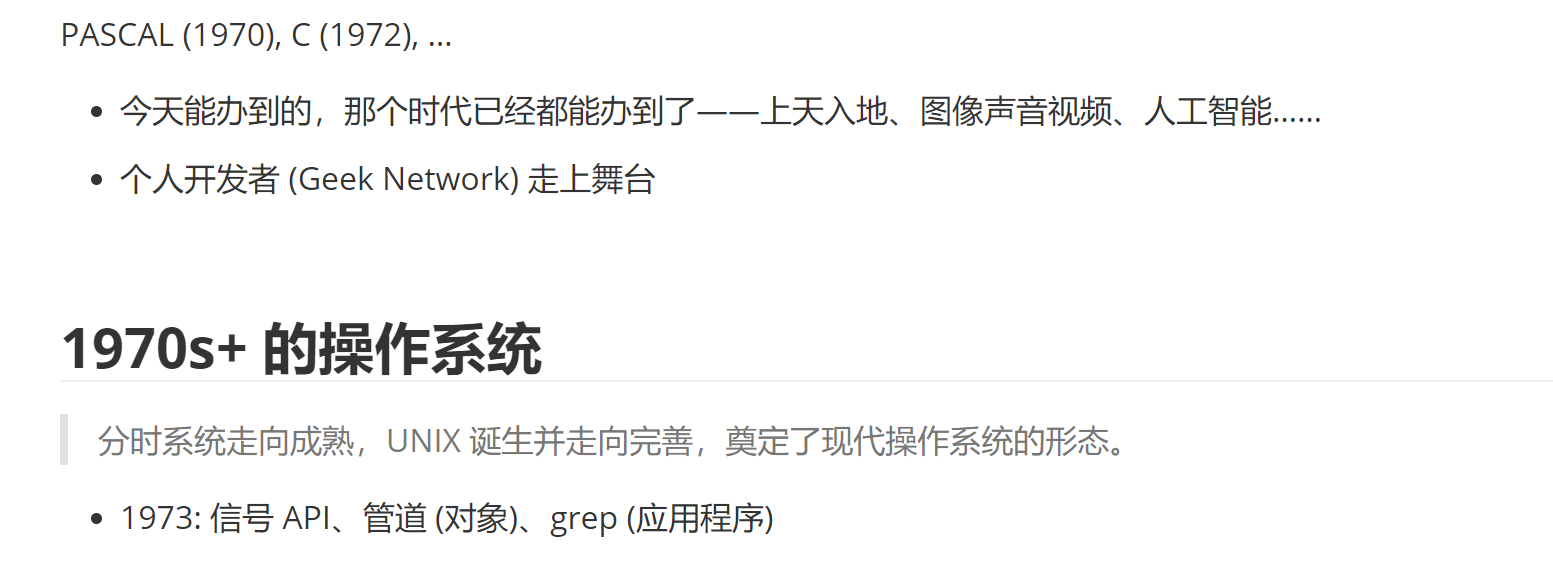 PASCAL (1970), C (1972), ...
• 今天能办到的，那个时代已经都能办到了——上天入地、图像声音视频、人工智能……
• 个人开发者 (Geek Network) 走上舞台
1970s+ 的操作系统
分时系统走向成熟，UNIX 诞生并走向完善，奠定了现代操作系统的形态。
• 1973: 信号 API、管道 (对象)、grep (应用程序)